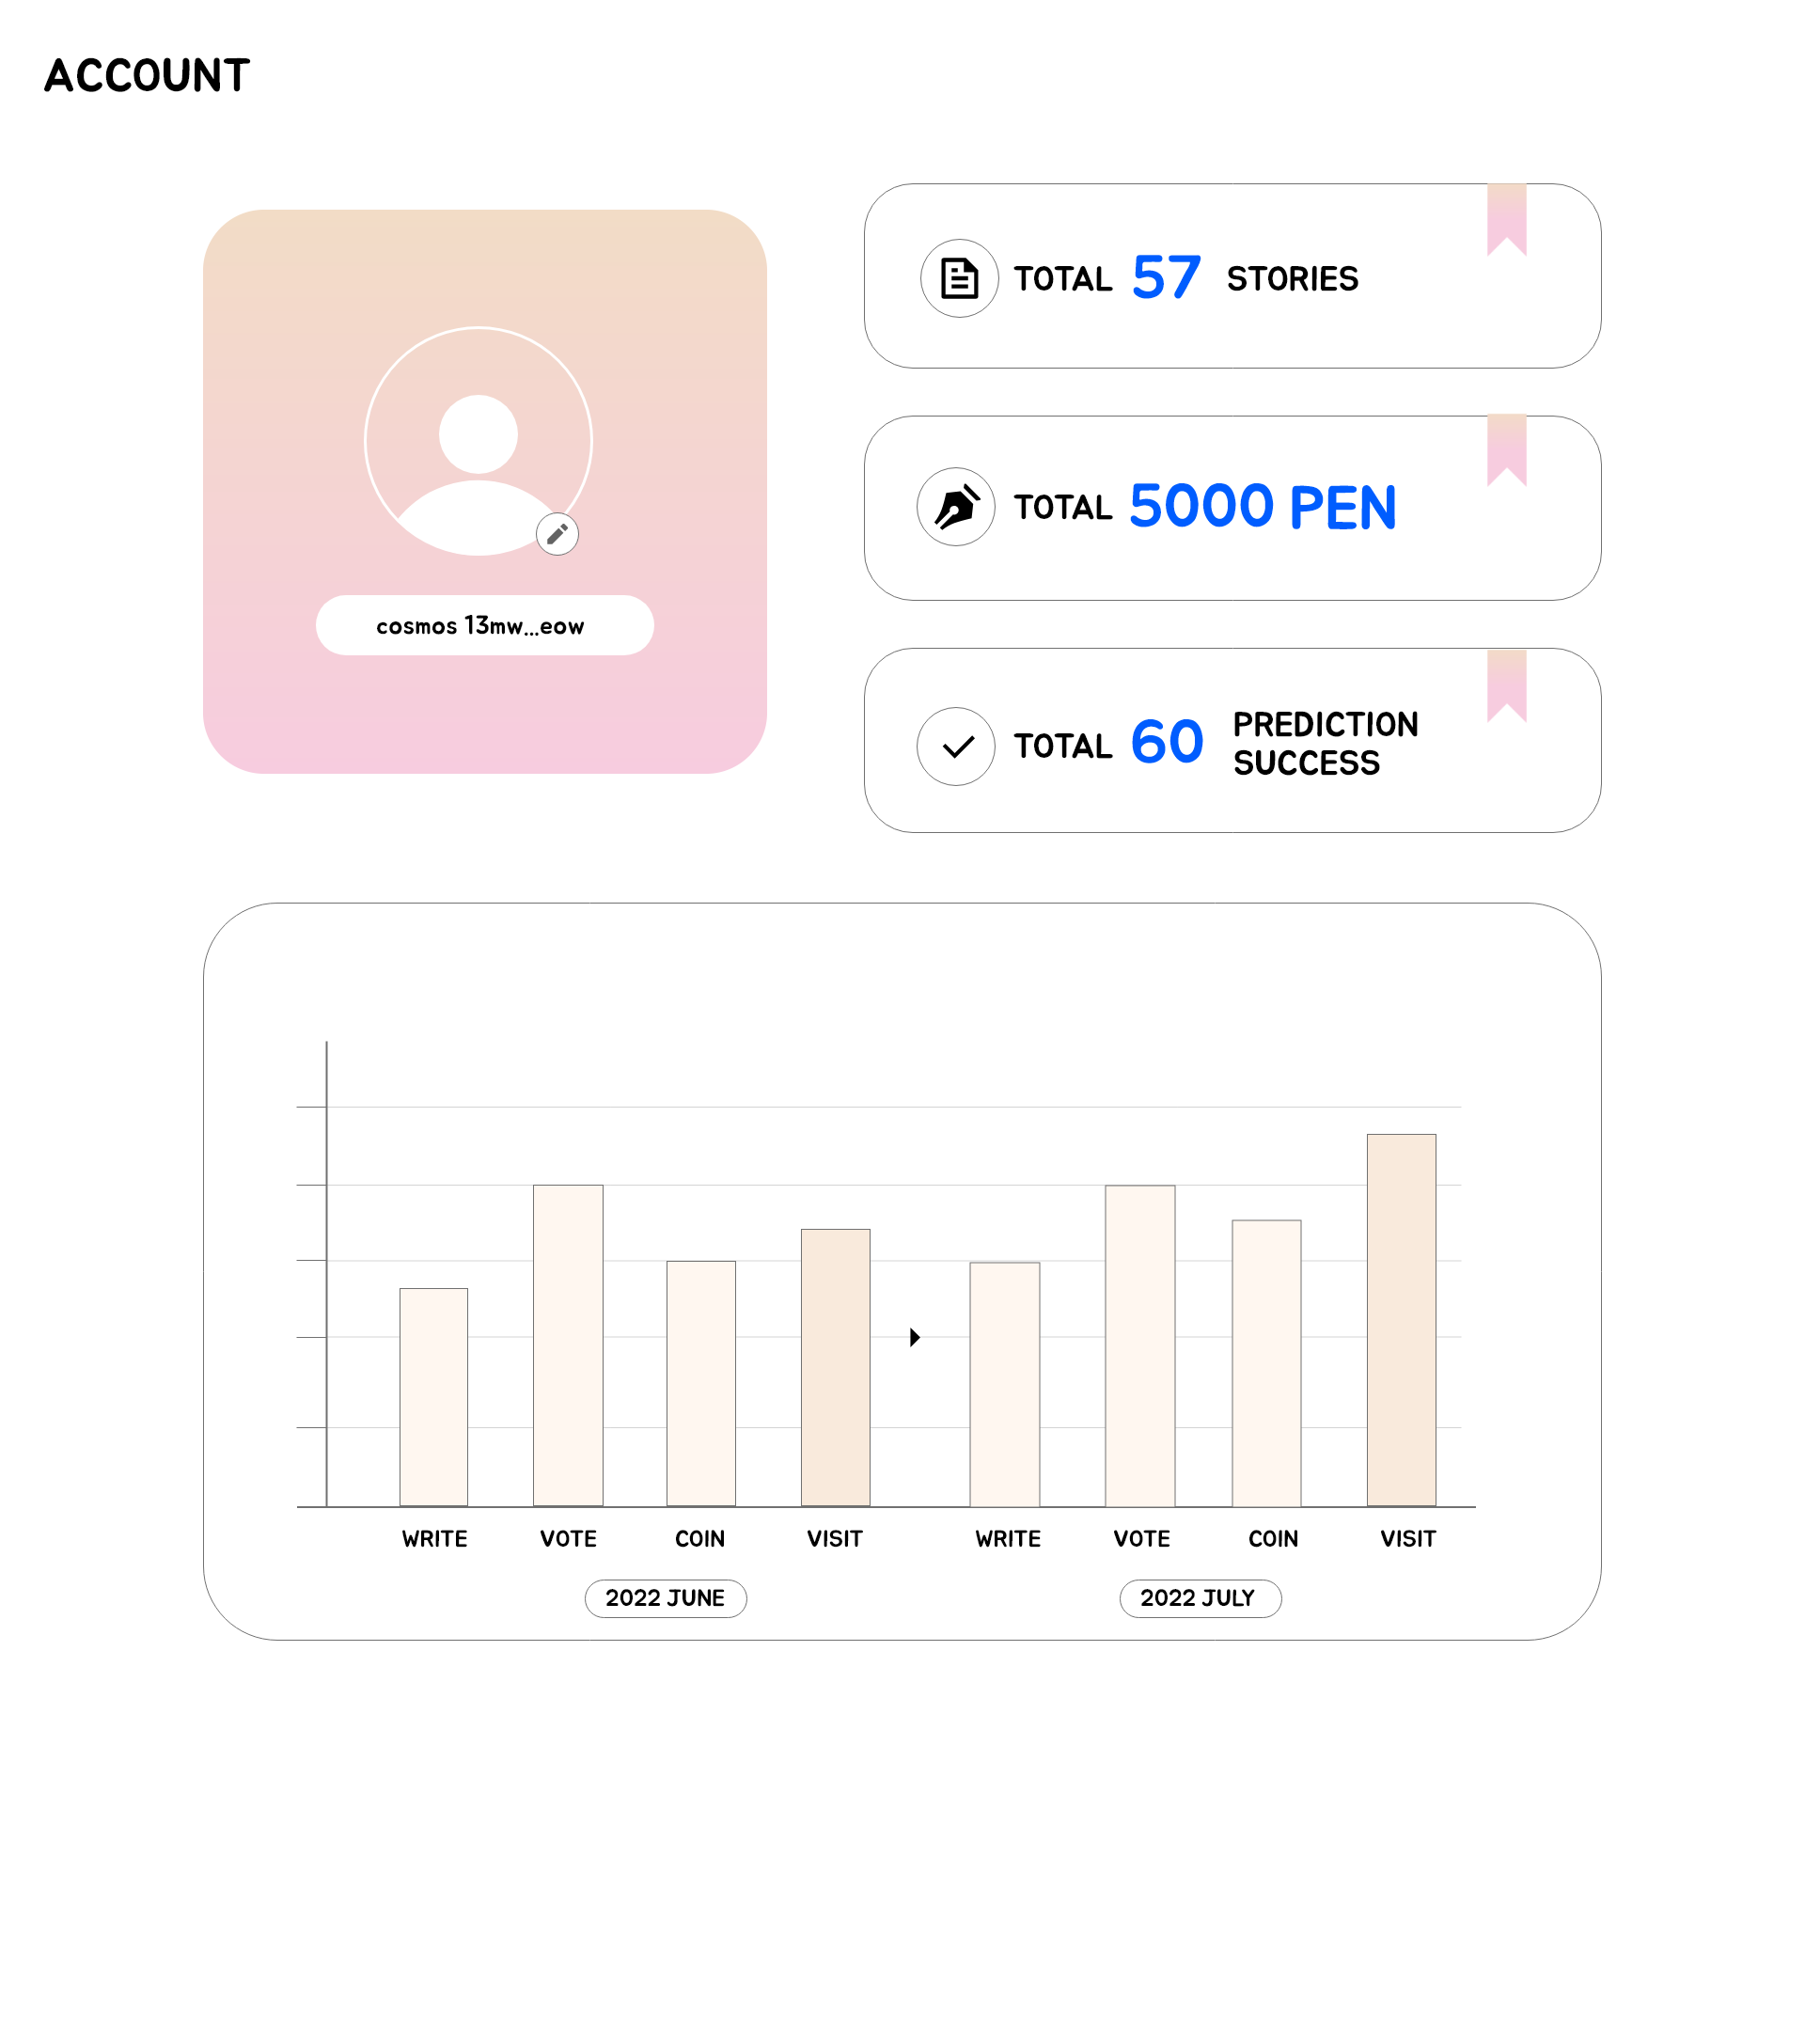 ACCOUNT
cosmos 13mw...eow
TOTAL 57 STORIES
TOTAL 5000 PEN
TOTAL 60 PREDICTION
SUCCESS
WRITE VOTE COIN VISIT WRITE VOTE COIN VISIT
2022 JUNE 2022 JULY